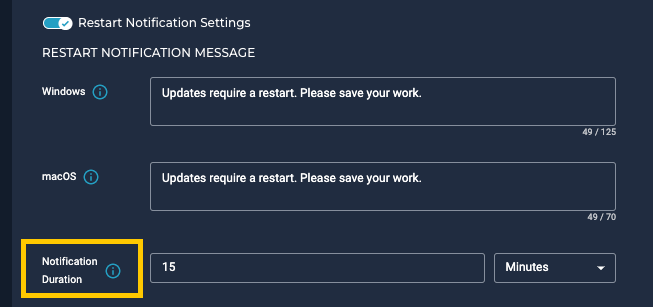 Restart Notification Settings
RESTART NOTIFICATION MESSAGE
Windows
Updates require a restart. Please save your work.
49 / 125
macOS
Updates require a restart. Please save your work.
49 / 70
Notification
Duration
15
Minutes